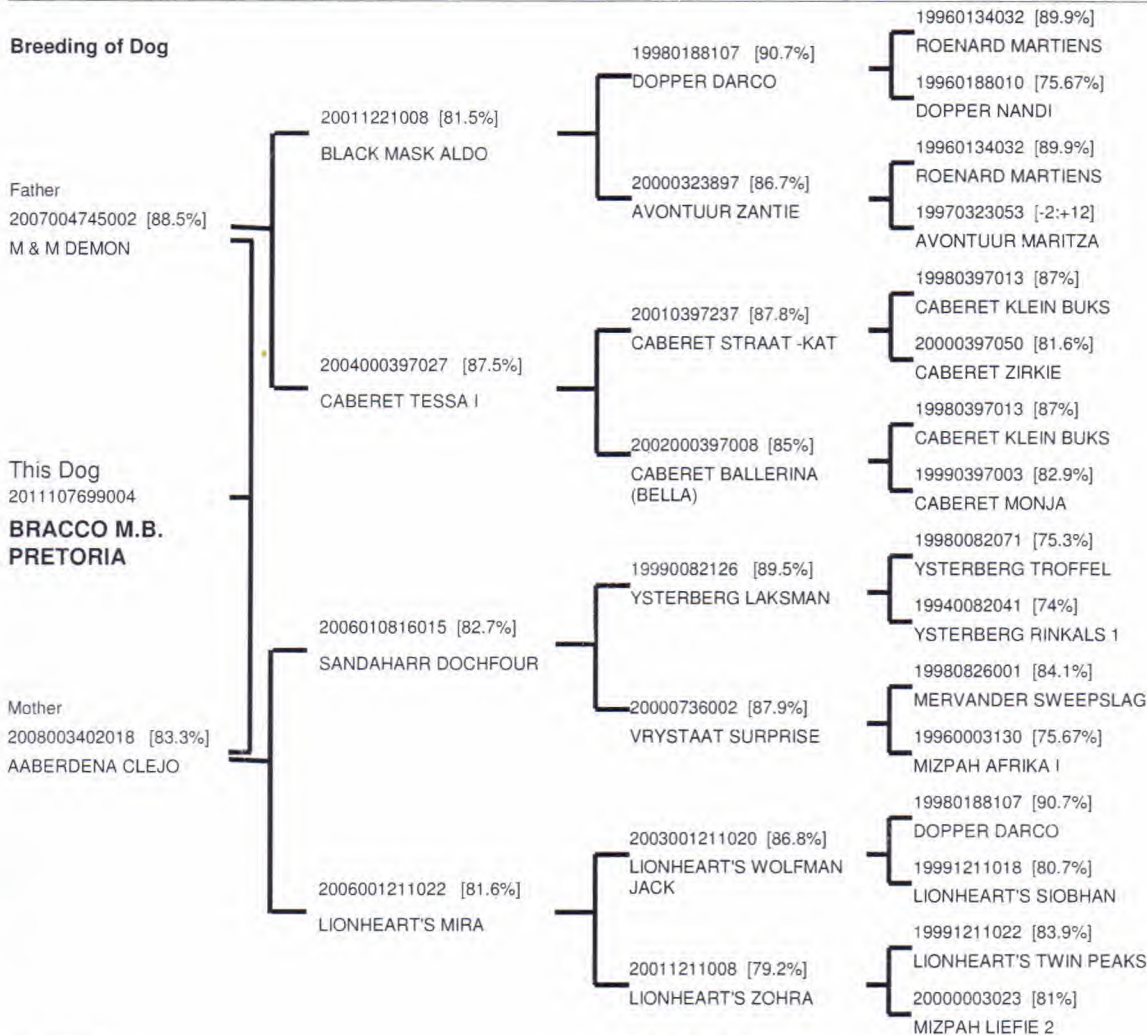 Breeding of Dog
Father
2007004745002 [88.5%]
M & M DEMON
This Dog
2011107699004
BRACCO M.B.
PRETORIA
Mother
2008003402018 [83.3%]
AABERDENA CLEJO
20011221008 [81.5%]
BLACK MASK ALDO
2004000397027 [87.5%]
CABERET TESSA I
2006010816015 [82.7%]
SANDAHARR DOCHFOUR
2006001211022 [81.6%]
LIONHEART'S MIRA
19980188107 [90.7%]
DOPPER DARCO
20000323897 [86.7%]
AVONTUUR ZANTIE
20010397237 [87.8%]
CABERET STRAAT -KAT
2002000397008 [85%]
CABERET BALLERINA
(BELLA)
19990082126 [89.5%]
YSTERBERG LAKSMAN
20000736002 [87.9%]
VRYSTAAT SURPRISE
2003001211020 [86.8%]
LIONHEART'S WOLFMAN
JACK
20011211008 [79.2%]
LIONHEART'S ZOHRA
19960134032 [89.9%]
ROENARD MARTIENS
19960188010 [75.67%]
DOPPER NANDI
19960134032 [89.9%]
ROENARD MARTIENS
19970323053 [-2:+12]
AVONTUUR MARITZA
19980397013 [87%]
CABERET KLEIN BUKS
20000397050 [81.6%]
CABERET ZIRKIE
19980397013 [87%]
CABERET KLEIN BUKS
19990397003 [82.9%]
CABERET MONJA
19980082071 [75.3%]
YSTERBERG TROFFEL
19940082041 [74%]
YSTERBERG RINKALS 1
19980826001 [84.1%]
MERVANDER SWEEPSLAG
19960003130 [75.67%]
MIZPAH AFRIKA I
19980188107 [90.7%]
DOPPER DARCO
19991211018 [80.7%]
LIONHEART'S SIOBHAN
19991211022 [83.9%]
LIONHEART'S TWIN PEAKS
20000003023 [81%]
MIZPAH LIEFIE 2